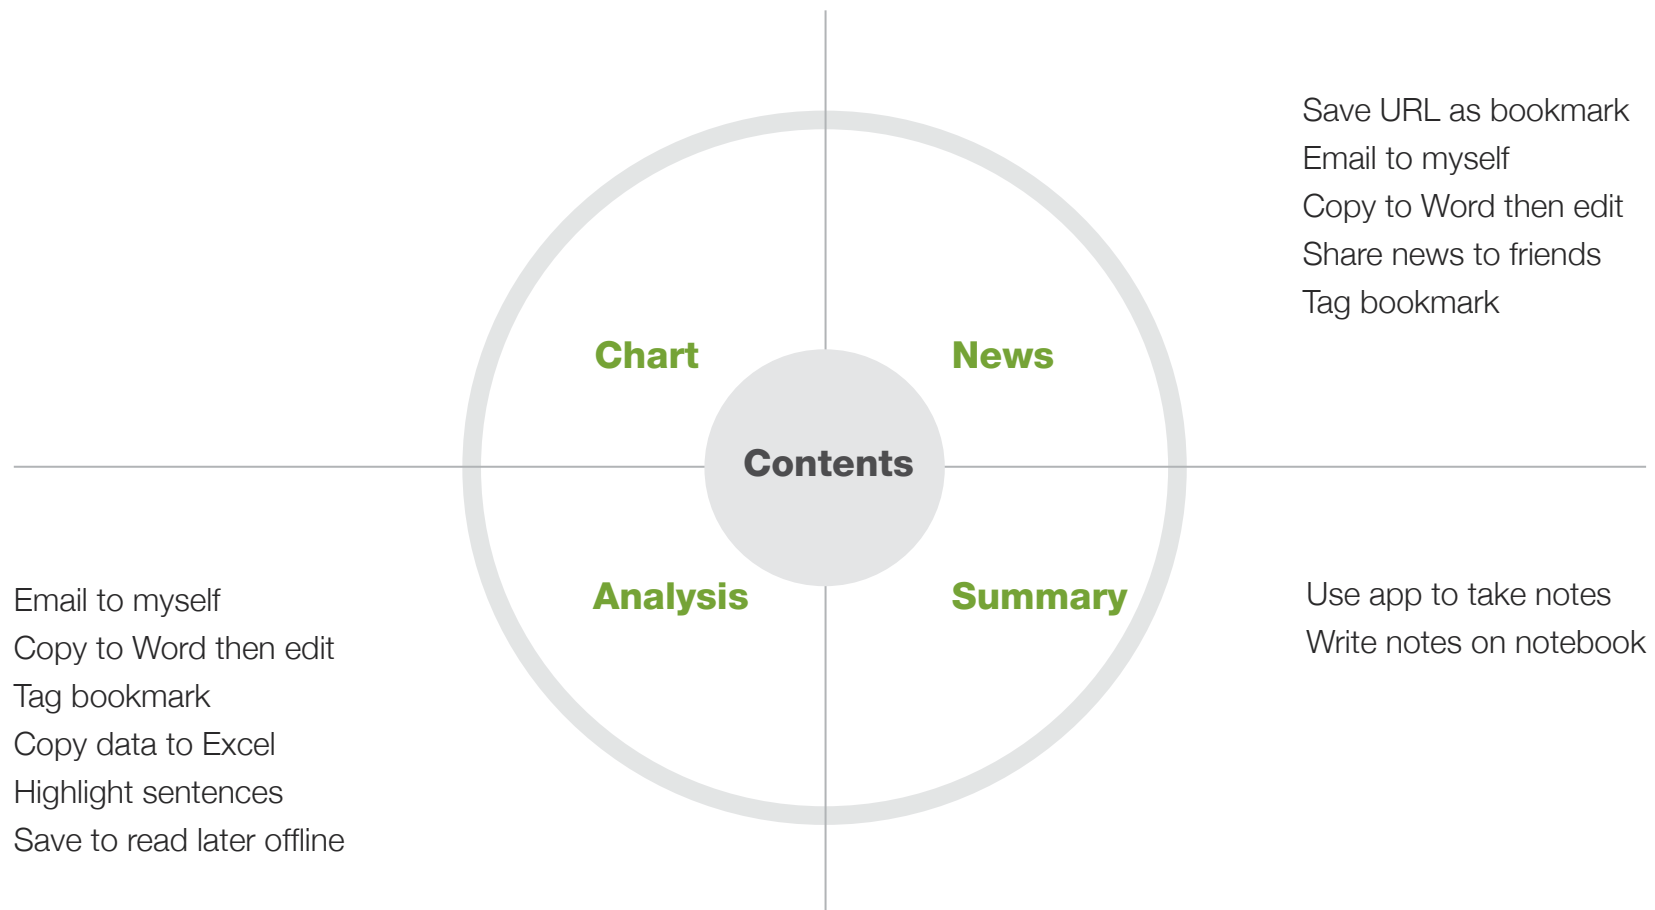 Save URL as bookmark
Email to myself
Copy to Word then edit
Share news to friends
Tag bookmark
Chart
News
Contents
Analysis
Summary
Email to myself
Copy to Word then edit
Tag bookmark
Copy data to Excel
Highlight sentences
Save to read later offline
Use app to take notes
Write notes on notebook